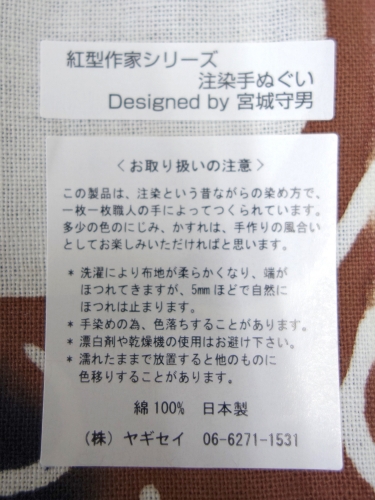 紅型作家シリーズ
注染手ぬぐい
Designed by 宮城守男
〈お取り扱いの注意〉
この製品は、注染という昔ながらの染め方で、
一枚一枚職人の手によってつくられています。
多少の色のにじみ、かすれは、手作りの風合い
としてお楽しみいただければと思います。
* 洗濯により布地が柔らかくなり、端が
ほつれてきますが、5mmほどで自然に
ほつれは止まります。
* 手染めの為、色落ちすることがあります。
* 漂白剤や乾燥機の使用はお避け下さい。
* 濡れたままで放置すると他のものに
色移りすることがあります。
綿100% 日本製
(株) ヤギセイ 06-6271-1531